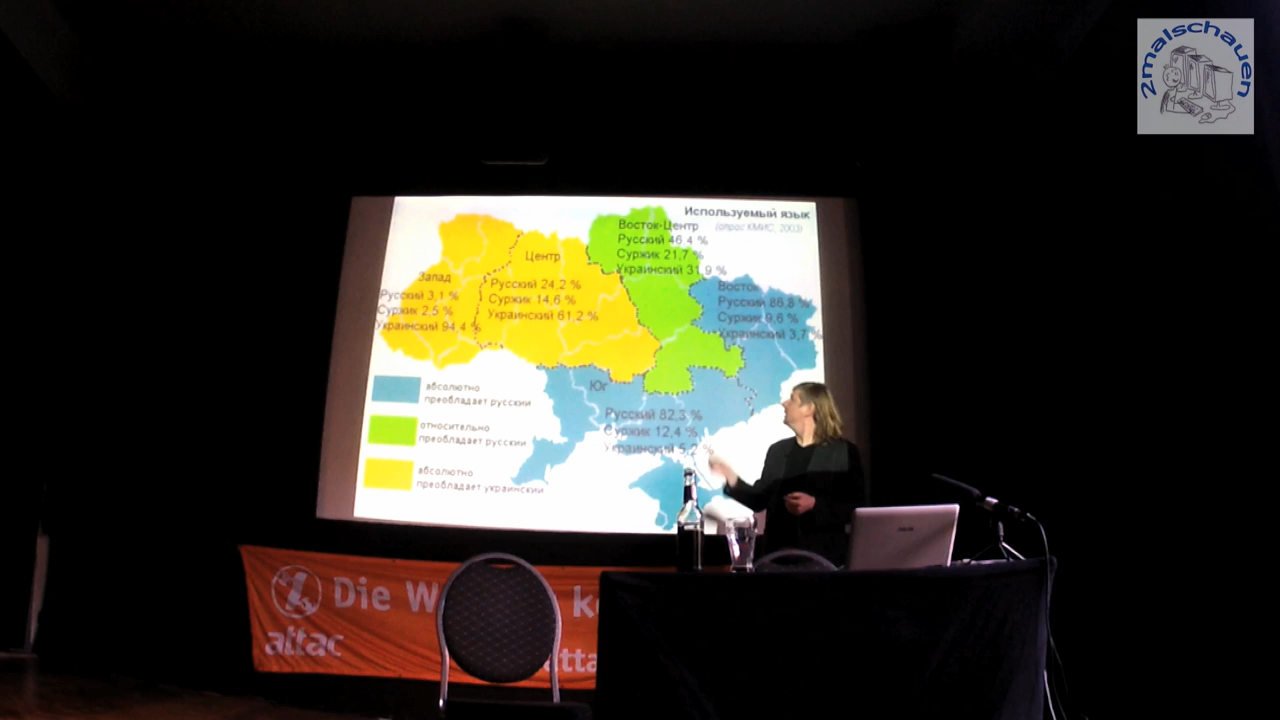 2malschauen
Используемый язык
(опрос КМИС, 2003)
Восток-Центр
Русский 46,4 %
Суржик 21,7 %
Украинский 31,9 %
Центр
Русский 24,2 %
Суржик 14,6 %
Украинский 61,2 %
Запад
Русский 3,1 %
Суржик 2,5 %
Украинский 94,4 %
Восток
Русский 86,8 %
Суржик 9,6 %
Украинский 3,7 %
Юг
Русский 82,3 %
Суржик 12,4 %
Украинский 5,2 %
абсолютно
преобладает русский
относительно
преобладает русский
абсолютно
преобладает украинский
Die
attac